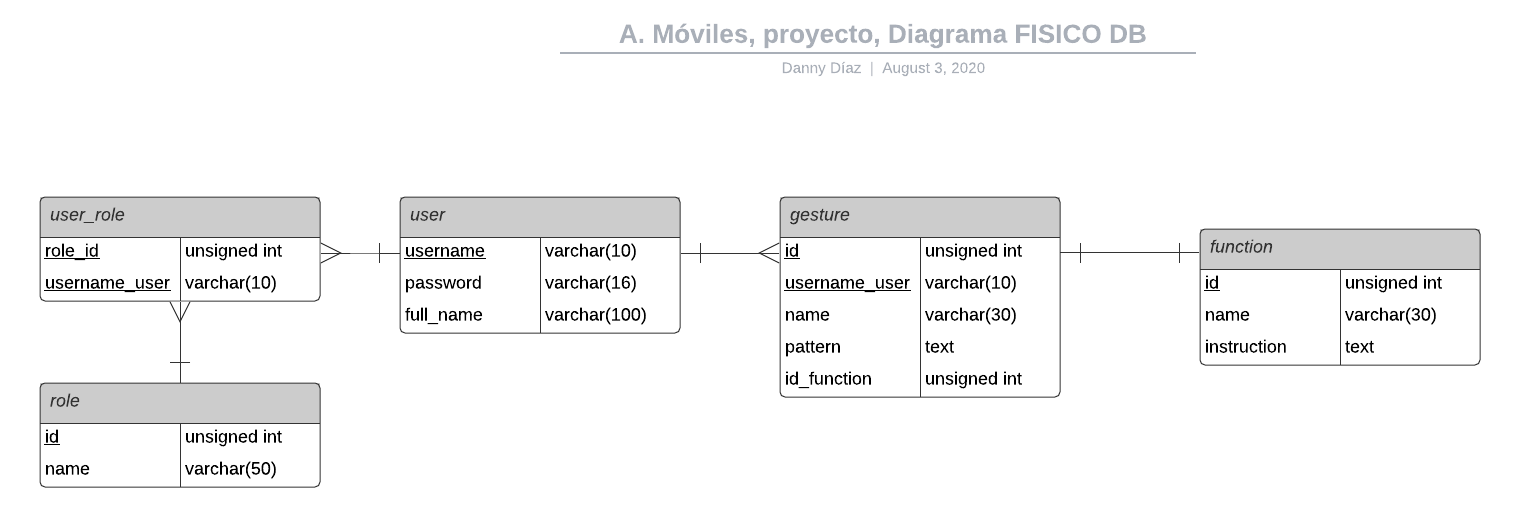 A. Móviles, proyecto, Diagrama FISICO DB
Danny Díaz | August 3, 2020
user_role
role_id unsigned int
username_user varchar(10)
user
username varchar(10)
password varchar(16)
full_name varchar(100)
gesture
id unsigned int
username_user varchar(10)
name varchar(30)
pattern text
id_function unsigned int
function
id unsigned int
name varchar(30)
instruction text
role
id unsigned int
name varchar(50)